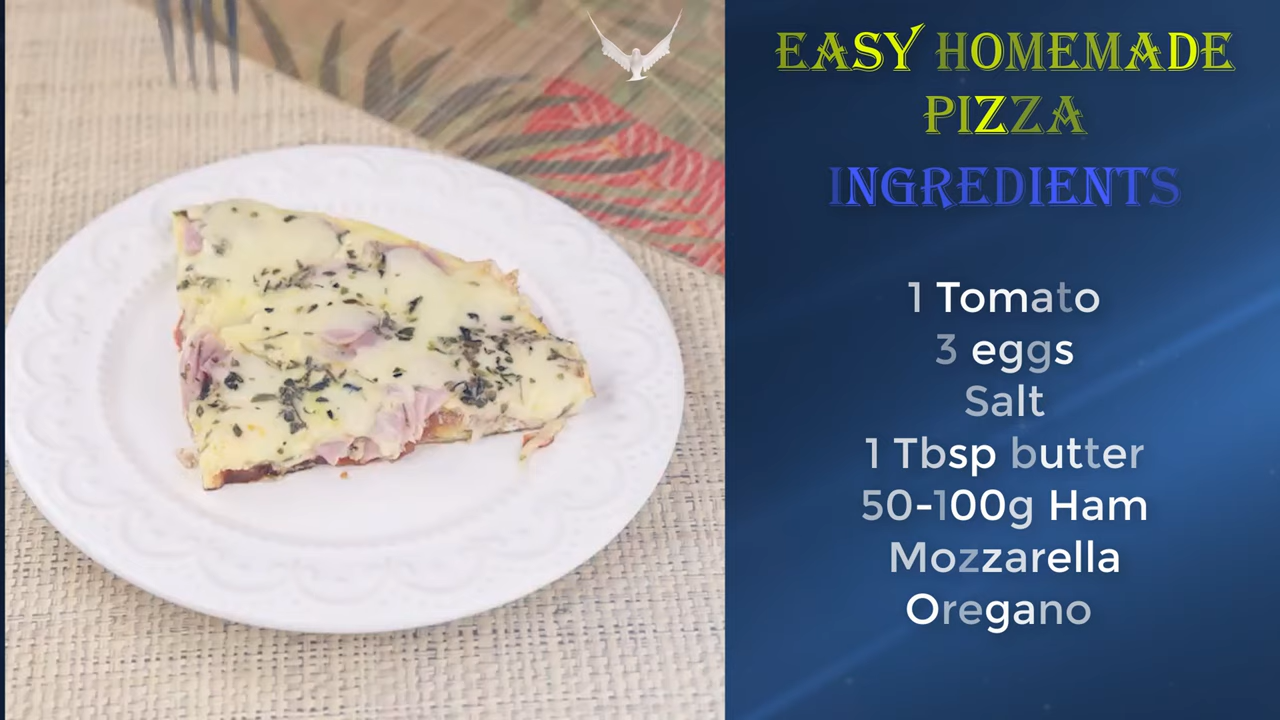 EASY HOMEMADE
PIZZA
INGREDIENTS
1 Tomato
3 eggs
Salt
1 Tbsp butter
50-100g Ham
Mozzarella
Oregano